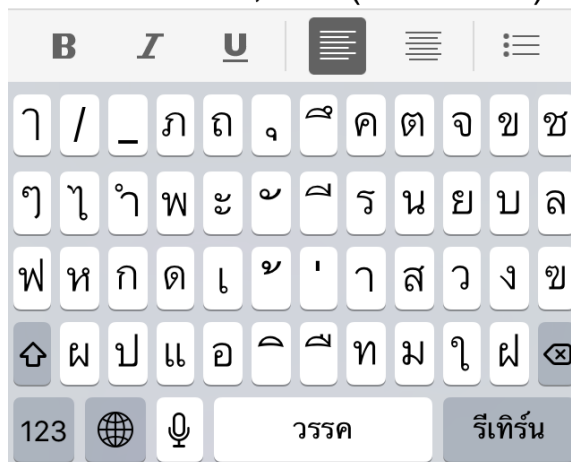 B I U
ๅ / _ ภ ถ ุ ึ ค ต จ ข ช
ๆ ไ ำ พ ะ ั ี ร น ย บ ล
ฟ ห ก ด เ ้ ่ า ส ว ง ฃ
ผ ป แ อ ิ ื ท ม ใ ฝ
123 วรรค รีเทิร์น